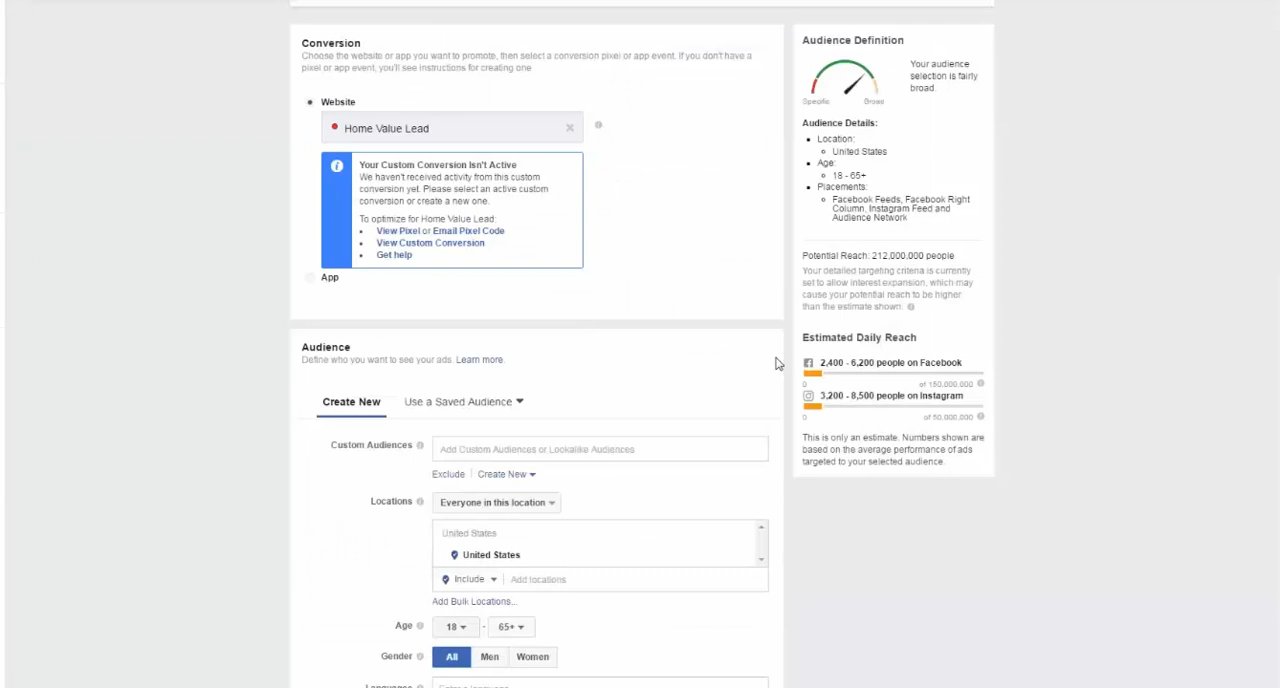 Conversion
Choose the website or app you want to promote, then select a conversion pixel or app event. If you don't have a
pixel or app event, you'll see instructions for creating one
Website
Home Value Lead
Your Custom Conversion Isn't Active
We haven't received activity from this custom
conversion yet. Please select an active custom
conversion or create a new one.
To optimize for Home Value Lead:
View Pixel or Email Pixel Code
View Custom Conversion
Get help
App
Audience
Define who you want to see your ads. Learn more.
Create New
Use a Saved Audience
Custom Audiences
Add Custom Audiences or Lookalike Audiences
Exclude
Create New
Locations
Everyone in this location
United States
United States
Include
Add locations
Add Bulk Locations...
Age
18 - 65+
Gender
All
Men
Women
Audience Definition
Your audience
selection is fairly
broad.
Specific
Broad
Audience Details:
Location:
United States
Age:
18 - 65+
Placements:
Facebook Feeds, Facebook Right
Column, Instagram Feed and
Audience Network
Potential Reach: 212,000,000 people
Your detailed targeting criteria is currently
set to allow interest expansion, which may
cause your potential reach to be higher
than the estimate shown.
Estimated Daily Reach
2,400 - 6,200 people on Facebook
0
of 150,000,000
3,200 - 8,500 people on Instagram
0
of 50,000,000
This is only an estimate. Numbers shown are
based on the average performance of ads
targeted to your selected audience.